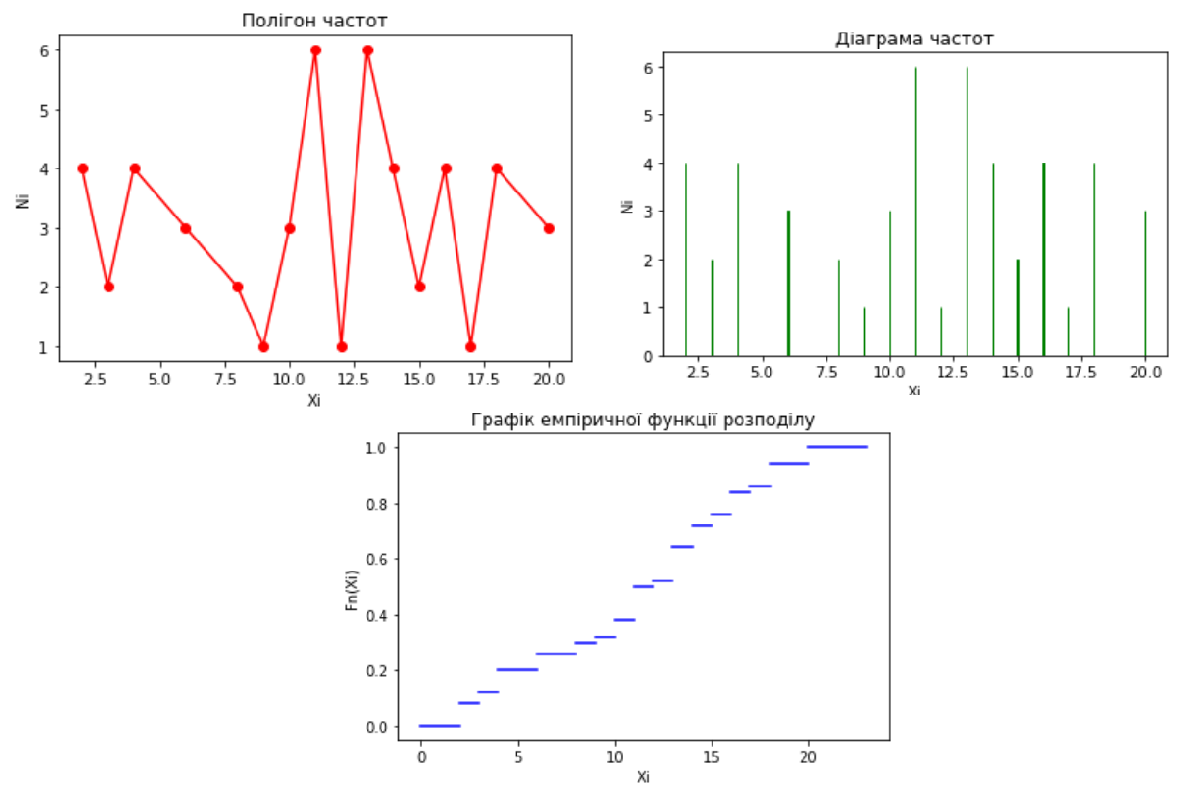 Полігон частот
6
5
4
3
2
1
Ni
2.5 5.0 7.5 10.0 12.5 15.0 17.5 20.0
Xi
Діаграма частот
6
5
4
3
2
1
0
Ni
2.5 5.0 7.5 10.0 12.5 15.0 17.5 20.0
Xi
Графік емпіричної функції розподілу
1.0
0.8
0.6
0.4
0.2
0.0
Fn(Xi)
0 5 10 15 20
Xi